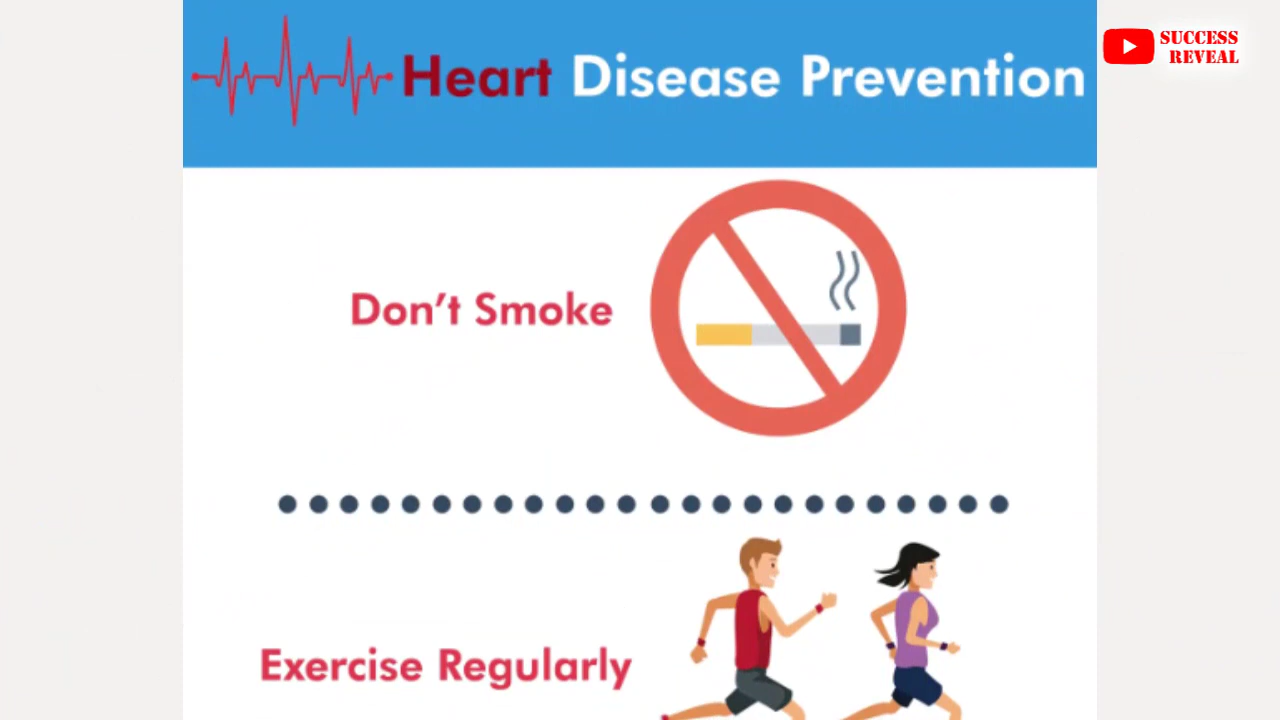 Heart Disease Prevention
SUCCESS
REVEAL
Don't Smoke
Exercise Regularly